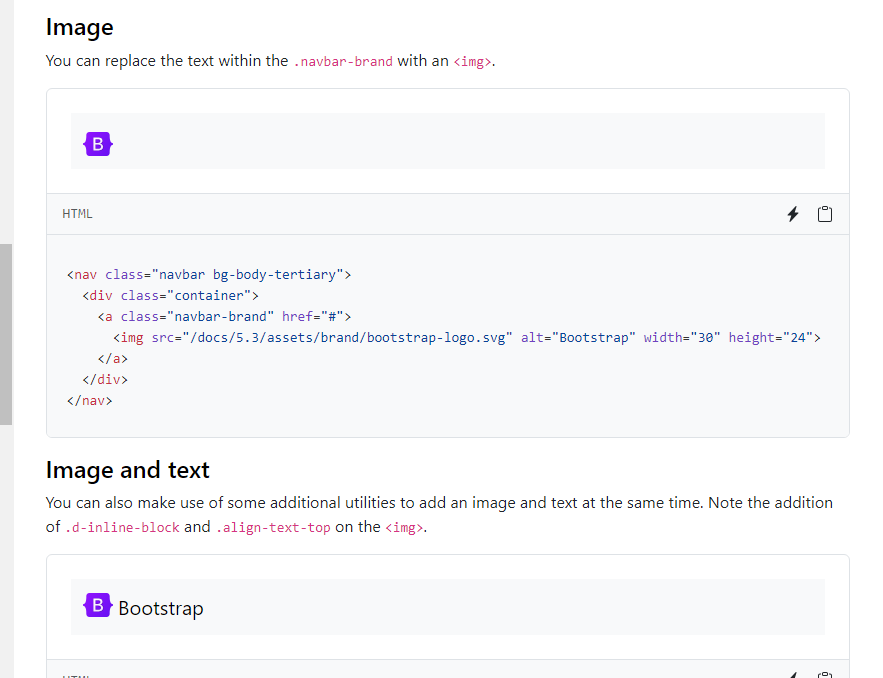 Image
You can replace the text within the .navbar-brand with an <img>.
B
HTML
<nav class="navbar bg-body-tertiary">
  <div class="container">
    <a class="navbar-brand" href="#">
      <img src="/docs/5.3/assets/brand/bootstrap-logo.svg" alt="Bootstrap" width="30" height="24">
    </a>
  </div>
</nav>
Image and text
You can also make use of some additional utilities to add an image and text at the same time. Note the addition
of .d-inline-block and .align-text-top on the <img>.
B Bootstrap
HTML